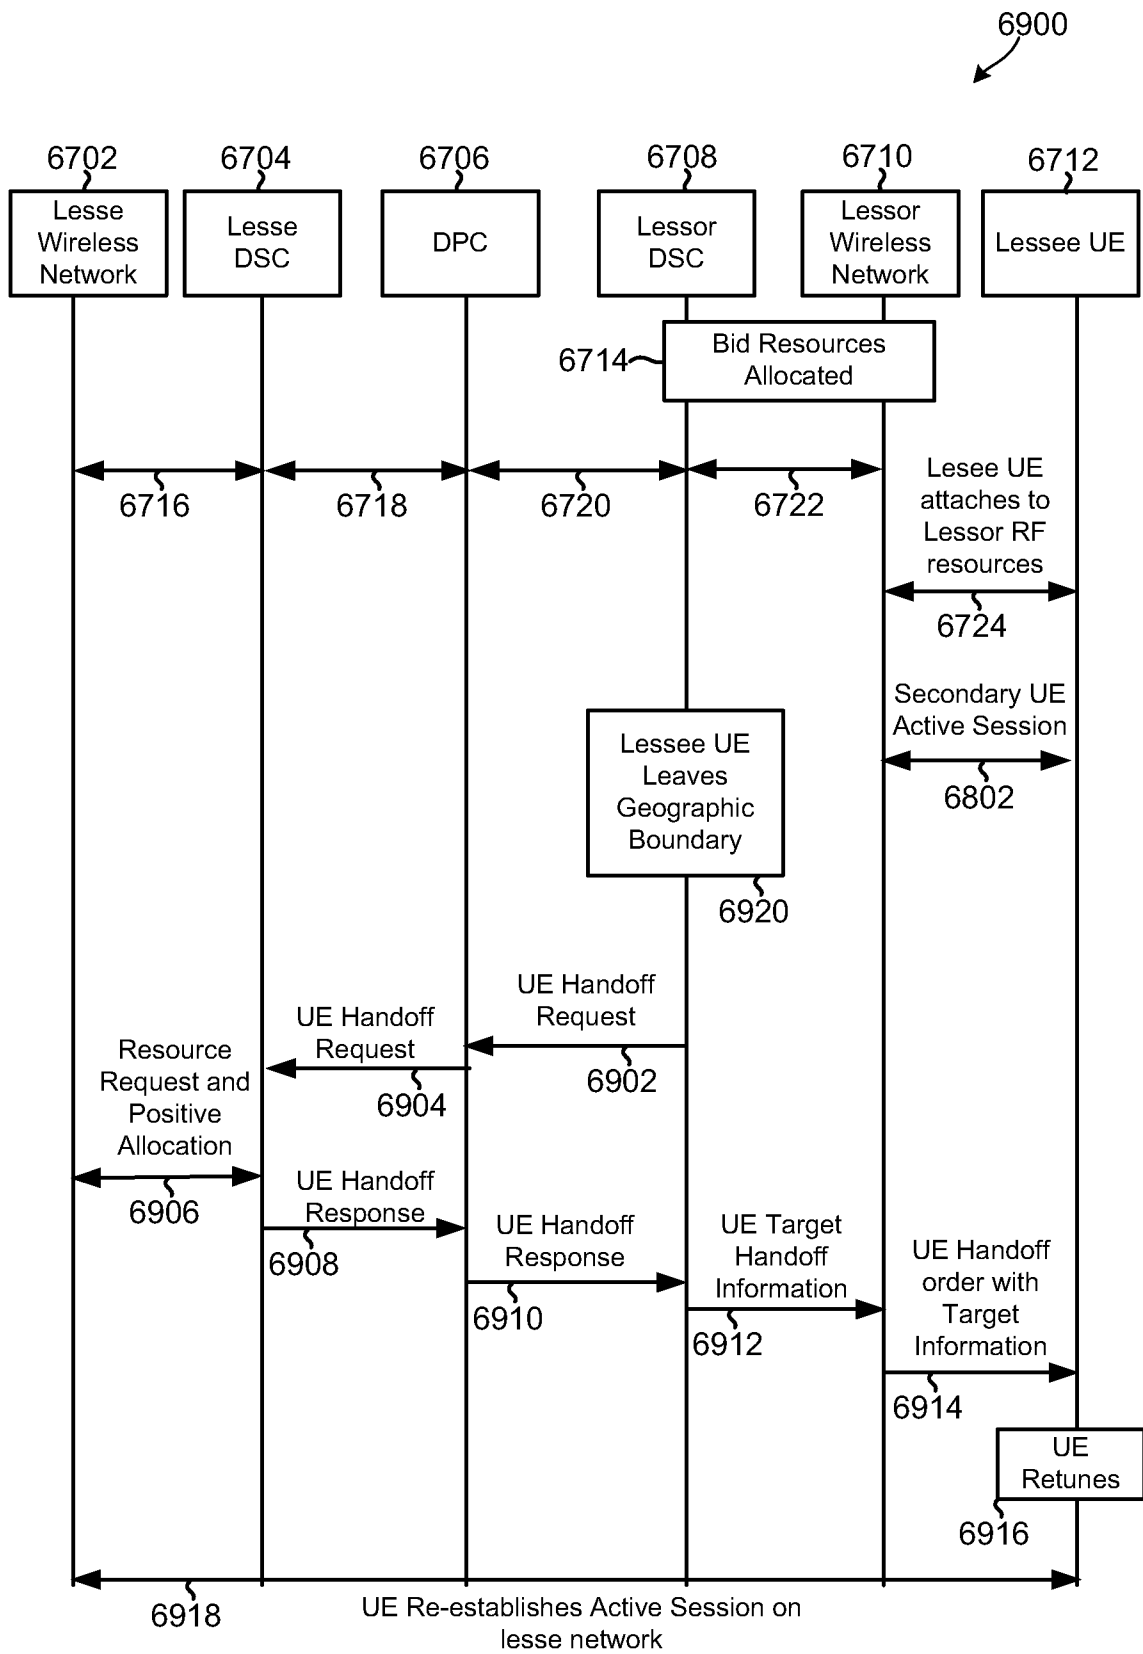 6900
6702
6704
6706
6708
6710
6712
Lesse
Wireless
Network
Lesse
DSC
DPC
Lessor
DSC
Lessor
Wireless
Network
Lessee UE
6714
Bid Resources
Allocated
6716
6718
6720
6722
Lesee UE
attaches to
Lessor RF
resources
6724
Secondary UE
Active Session
6802
Lessee UE
Leaves
Geographic
Boundary
6920
UE Handoff
Request
6902
UE Handoff
Request
6904
Resource
Request and
Positive
Allocation
6906
UE Handoff
Response
6908
UE Handoff
Response
6910
UE Target
Handoff
Information
6912
UE Handoff
order with
Target
Information
6914
UE
Retunes
6916
6918
UE Re-establishes Active Session on
lesse network